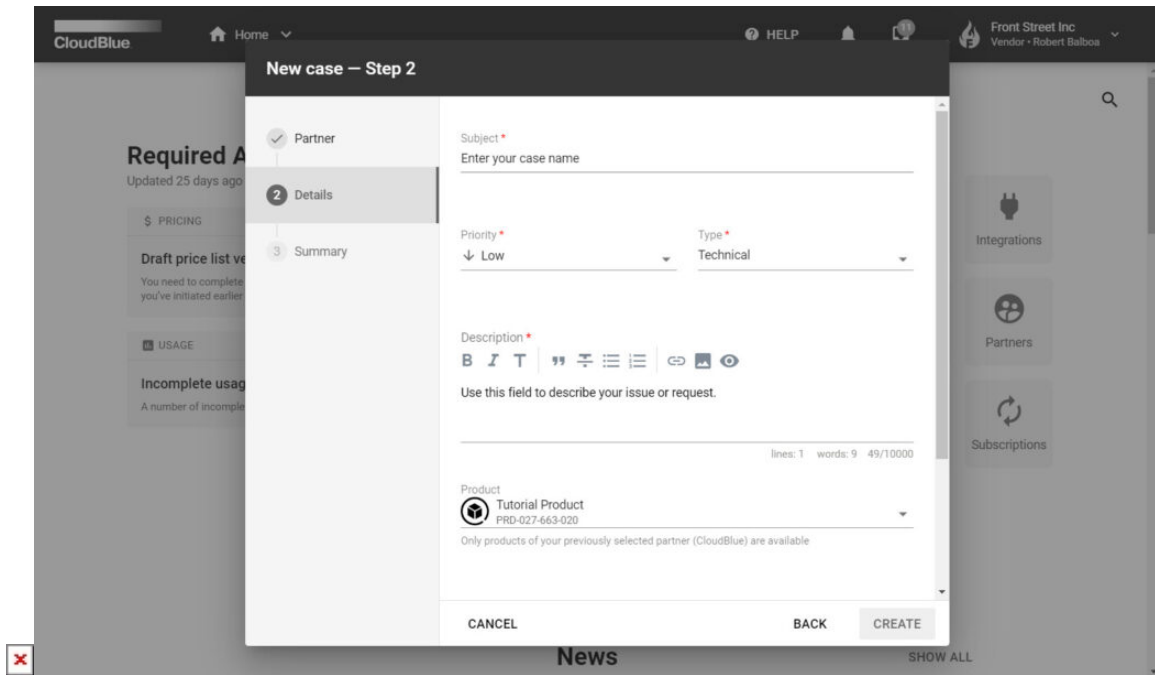 CloudBlue
Home
HELP
11
Front Street Inc
Vendor • Robert Balboa
New case — Step 2
Required A
Updated 25 days ago
$ PRICING
Draft price list ve
You need to complete
you've initiated earlier
USAGE
Incomplete usag
A number of incomple
Partner
2 Details
3 Summary
Subject *
Enter your case name
Priority * Type *
Low Technical
Description *
B I T
Use this field to describe your issue or request.
lines: 1 words: 9 49/10000
Product
Tutorial Product
PRD-027-663-020
Only products of your previously selected partner (CloudBlue) are available
CANCEL BACK CREATE
Integrations
Partners
Subscriptions
News
SHOW ALL